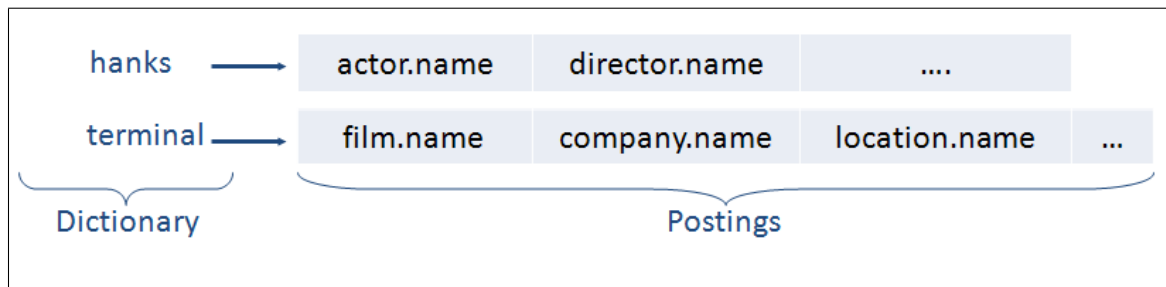 hanks actor.name director.name ....
terminal film.name company.name location.name ...
Dictionary Postings